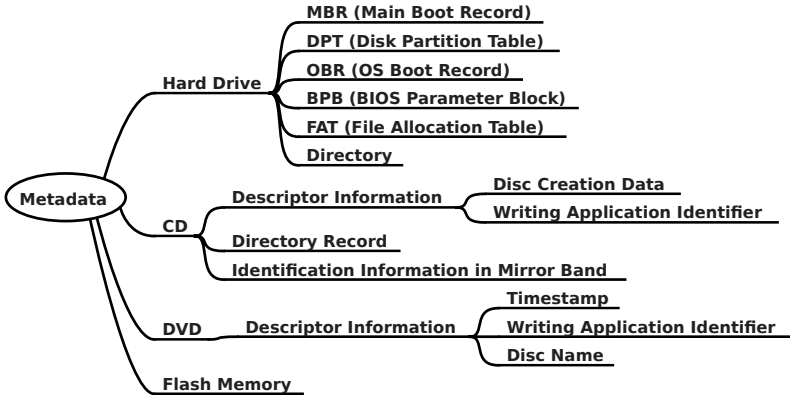 MBR (Main Boot Record)
DPT (Disk Partition Table)
OBR (OS Boot Record)
Hard Drive
BPB (BIOS Parameter Block)
FAT (File Allocation Table)
Directory
Metadata
Disc Creation Data
Descriptor Information
Writing Application Identifier
CD
Directory Record
Identification Information in Mirror Band
Timestamp
DVD
Descriptor Information
Writing Application Identifier
Disc Name
Flash Memory